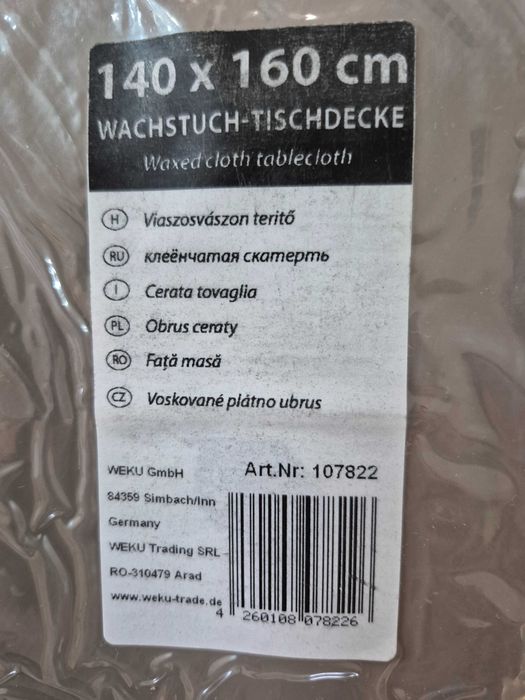 140 x 160 cm
WACHSTUCH-TISCHDECKE
Waxed cloth tablecloth
H Viaszosvászon terítő
RU клеёнчатая скатерть
I Cerata tovaglia
PL Obrus ceraty
RO Față masă
CZ Voskované plátno ubrus
WEKU GmbH
Art.Nr: 107822
84359 Simbach/Inn
Germany
WEKU Trading SRL
RO-310479 Arad
www.weku-trade.de
4 260108 078226